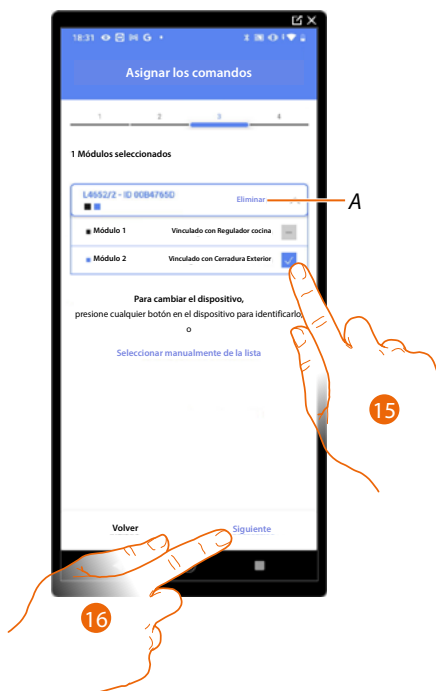 18:31 G
Asignar los comandos
1 2 3 4
1 Módulos seleccionados
L4652/2 - ID 00B4765D
Eliminar
A
Módulo 1 Vinculado con Regulador cocina
Módulo 2 Vinculado con Cerradura Exterior
Para cambiar el dispositivo,
presione cualquier botón en el dispositivo para identificarlo,
o
Seleccionar manualmente de la lista
15
Volver Siguiente
16